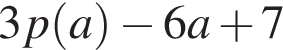 3p(a) − 6a + 7